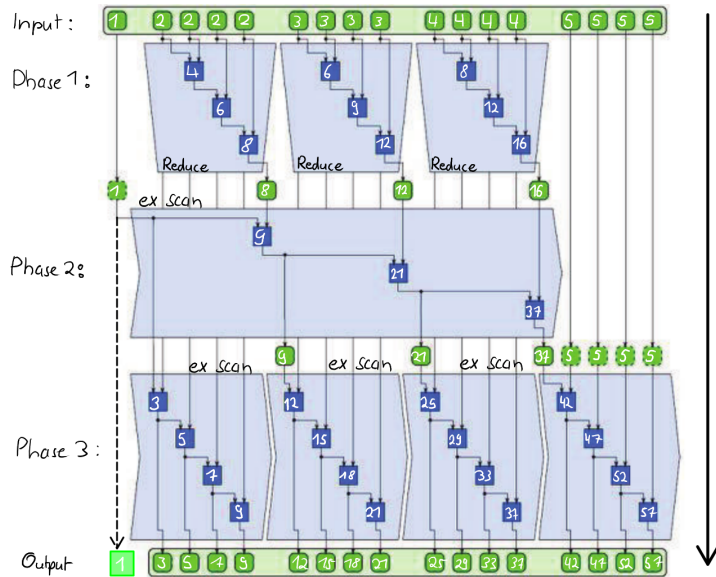 Input: 1 2 2 2 2 3 3 3 3 4 4 4 4 5 5 5 5
Phase 1:
4 6 8
6 9 12
8 12 16
Reduce Reduce Reduce
1 8 12 16
ex scan
9
Phase 2:
21
37
9 21 37 5 5 5 5
ex scan ex scan ex scan
3 12 25 42
5 15 29 47
Phase 3:
7 18 33 52
9 21 37 57
Output 1 3 5 7 9 12 15 18 21 25 29 33 37 42 47 52 57